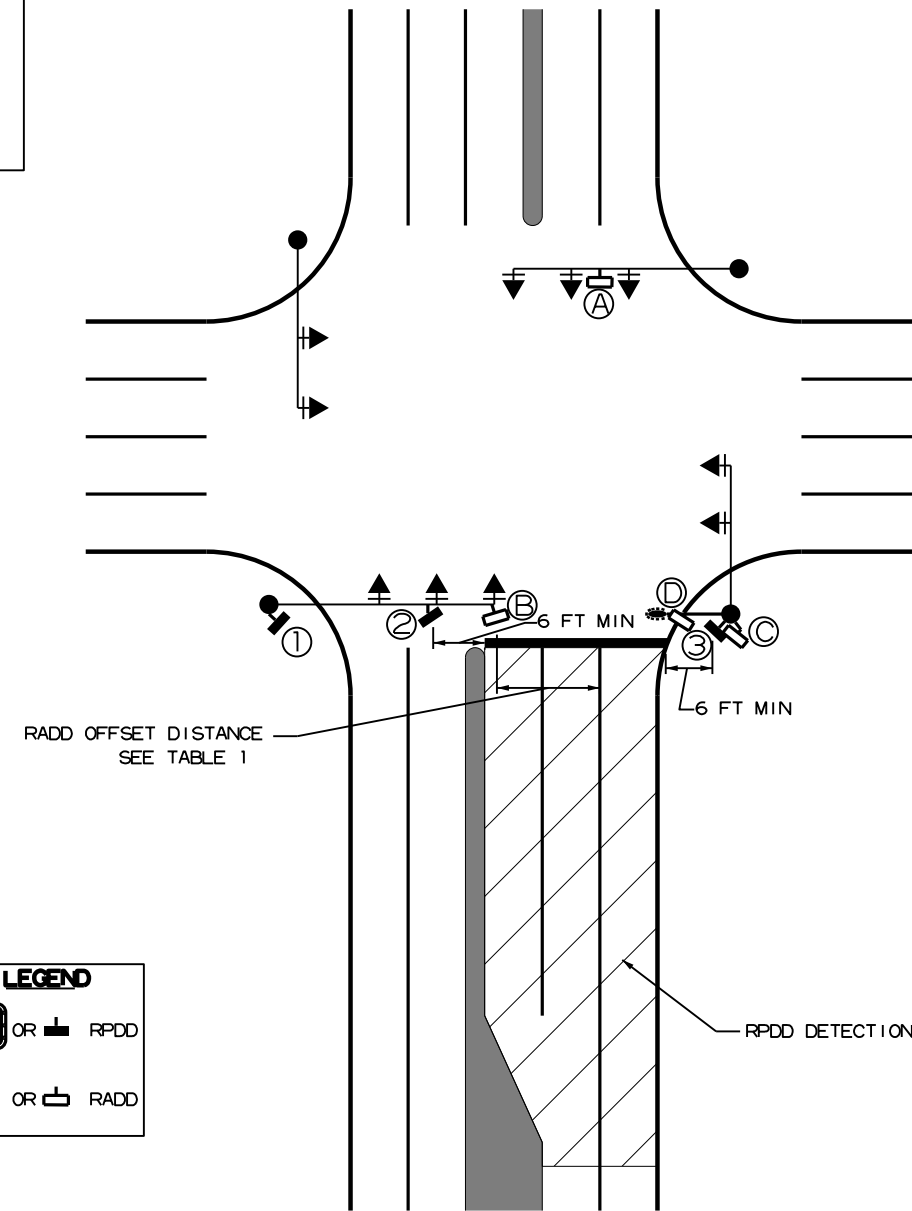 A
D
B
2
6 FT MIN
C
3
1
6 FT MIN
RADD OFFSET DISTANCE
SEE TABLE 1
LEGEND
OR RPDD
RPDD DETECTION
OR RADD